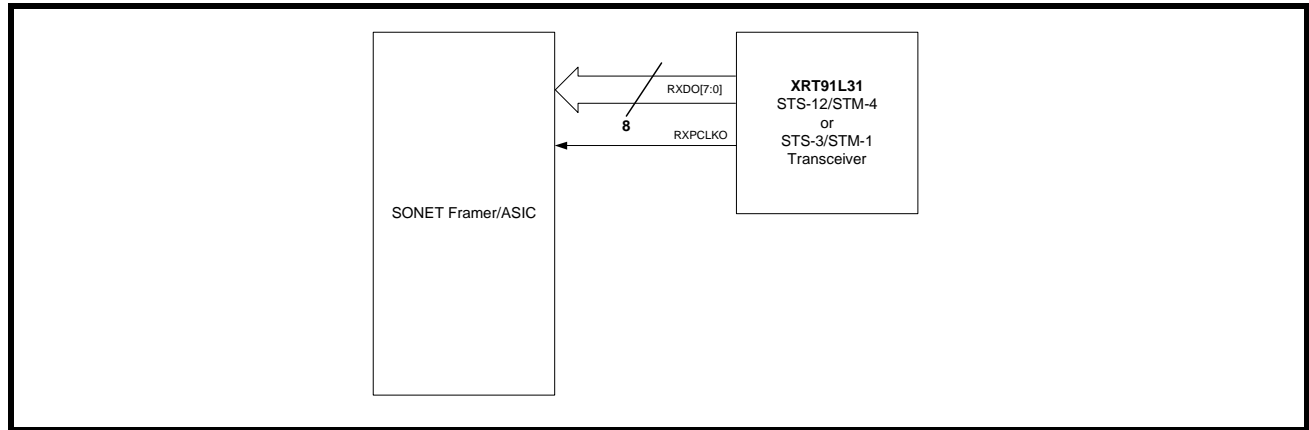 RXDO[7:0]
8
RXPCLKO
XRT91L31
STS-12/STM-4
or
STS-3/STM-1
Transceiver
SONET Framer/ASIC